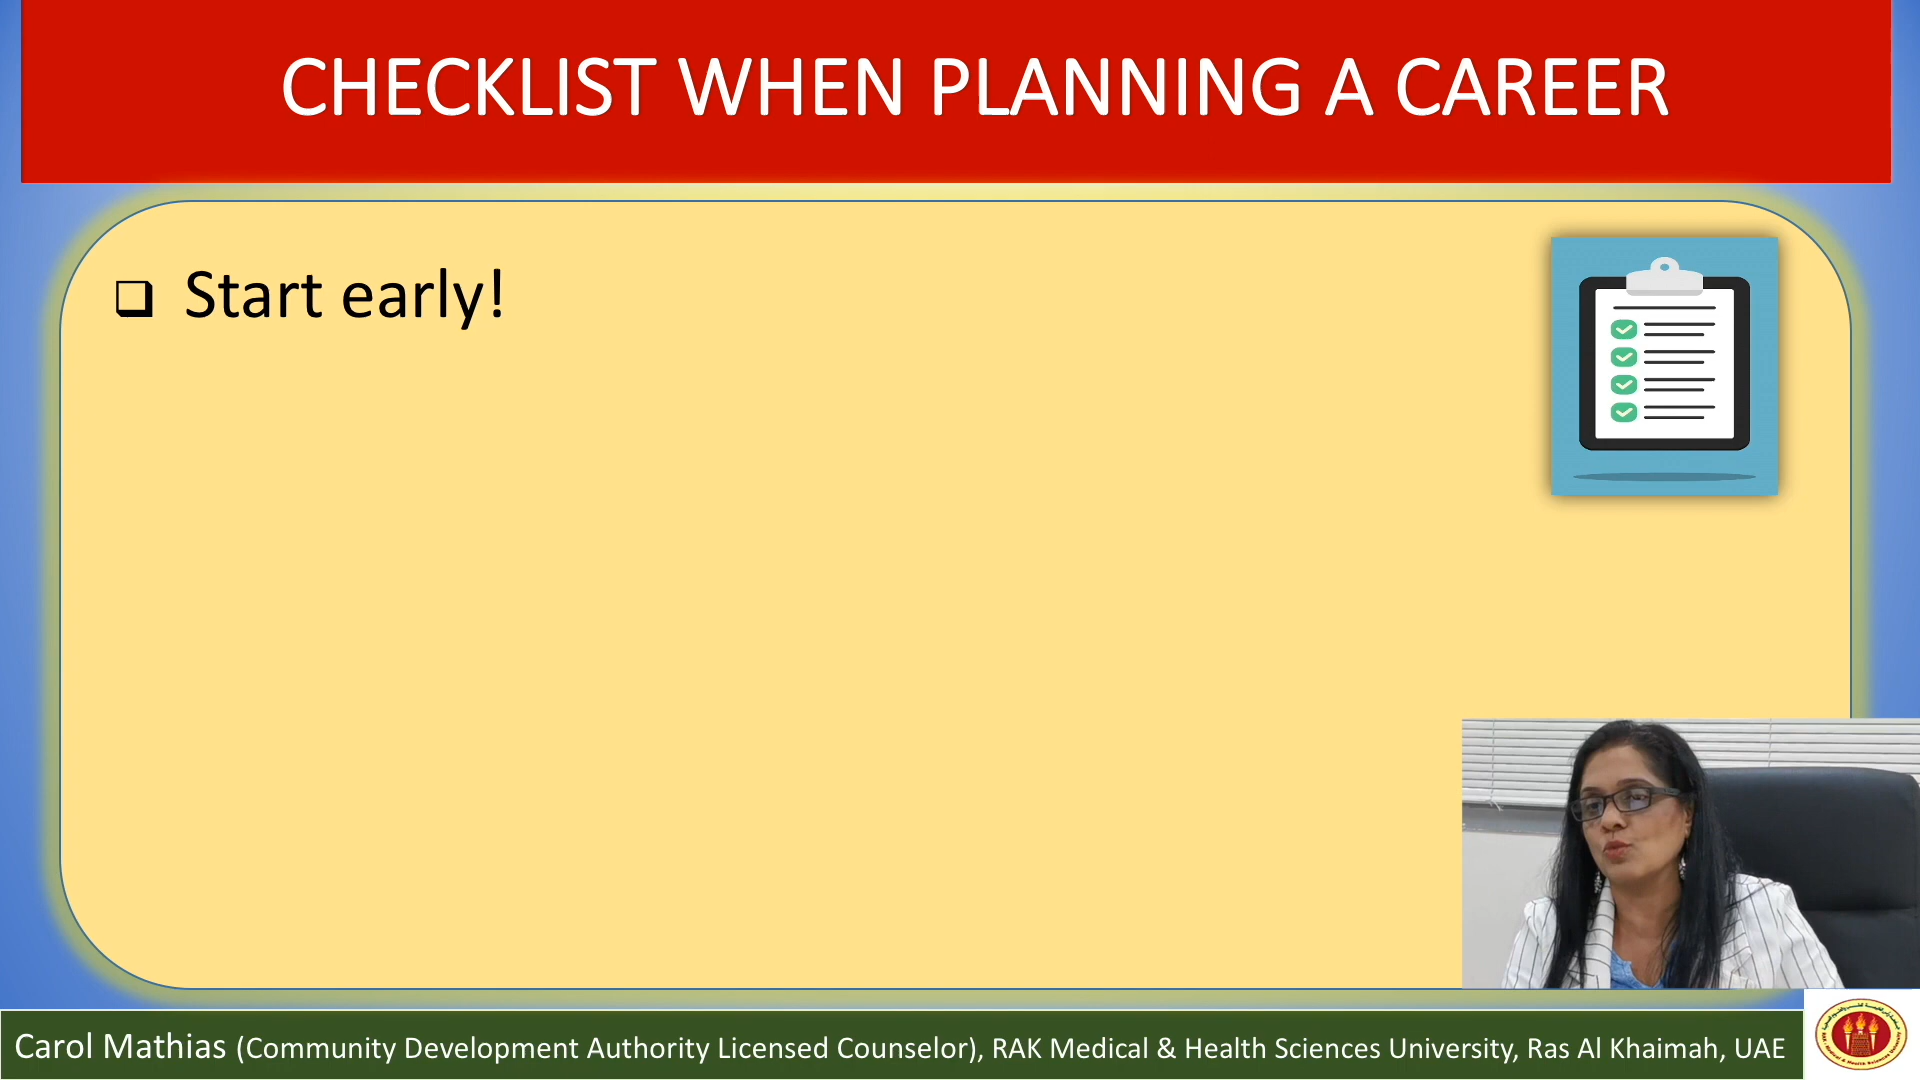 CHECKLIST WHEN PLANNING A CAREER
Start early!
Carol Mathias (Community Development Authority Licensed Counselor), RAK Medical & Health Sciences University, Ras Al Khaimah, UAE